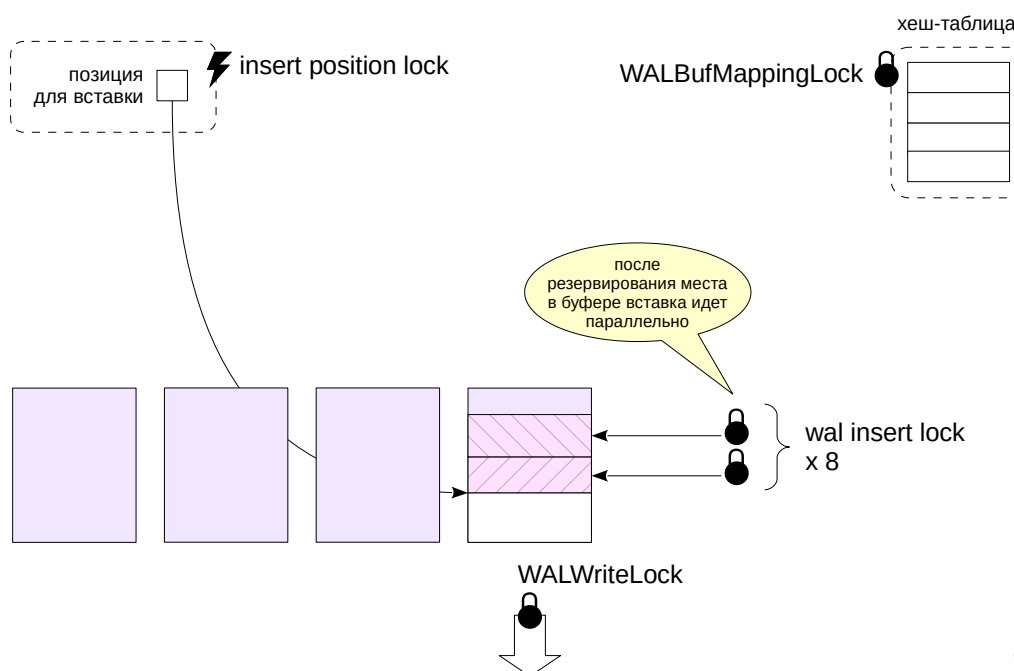 хеш-таблица
insert position lock
WALBufMappingLock
позиция
для вставки
после
резервирования места
в буфере вставка идет
параллельно
wal insert lock
x 8
WALWriteLock